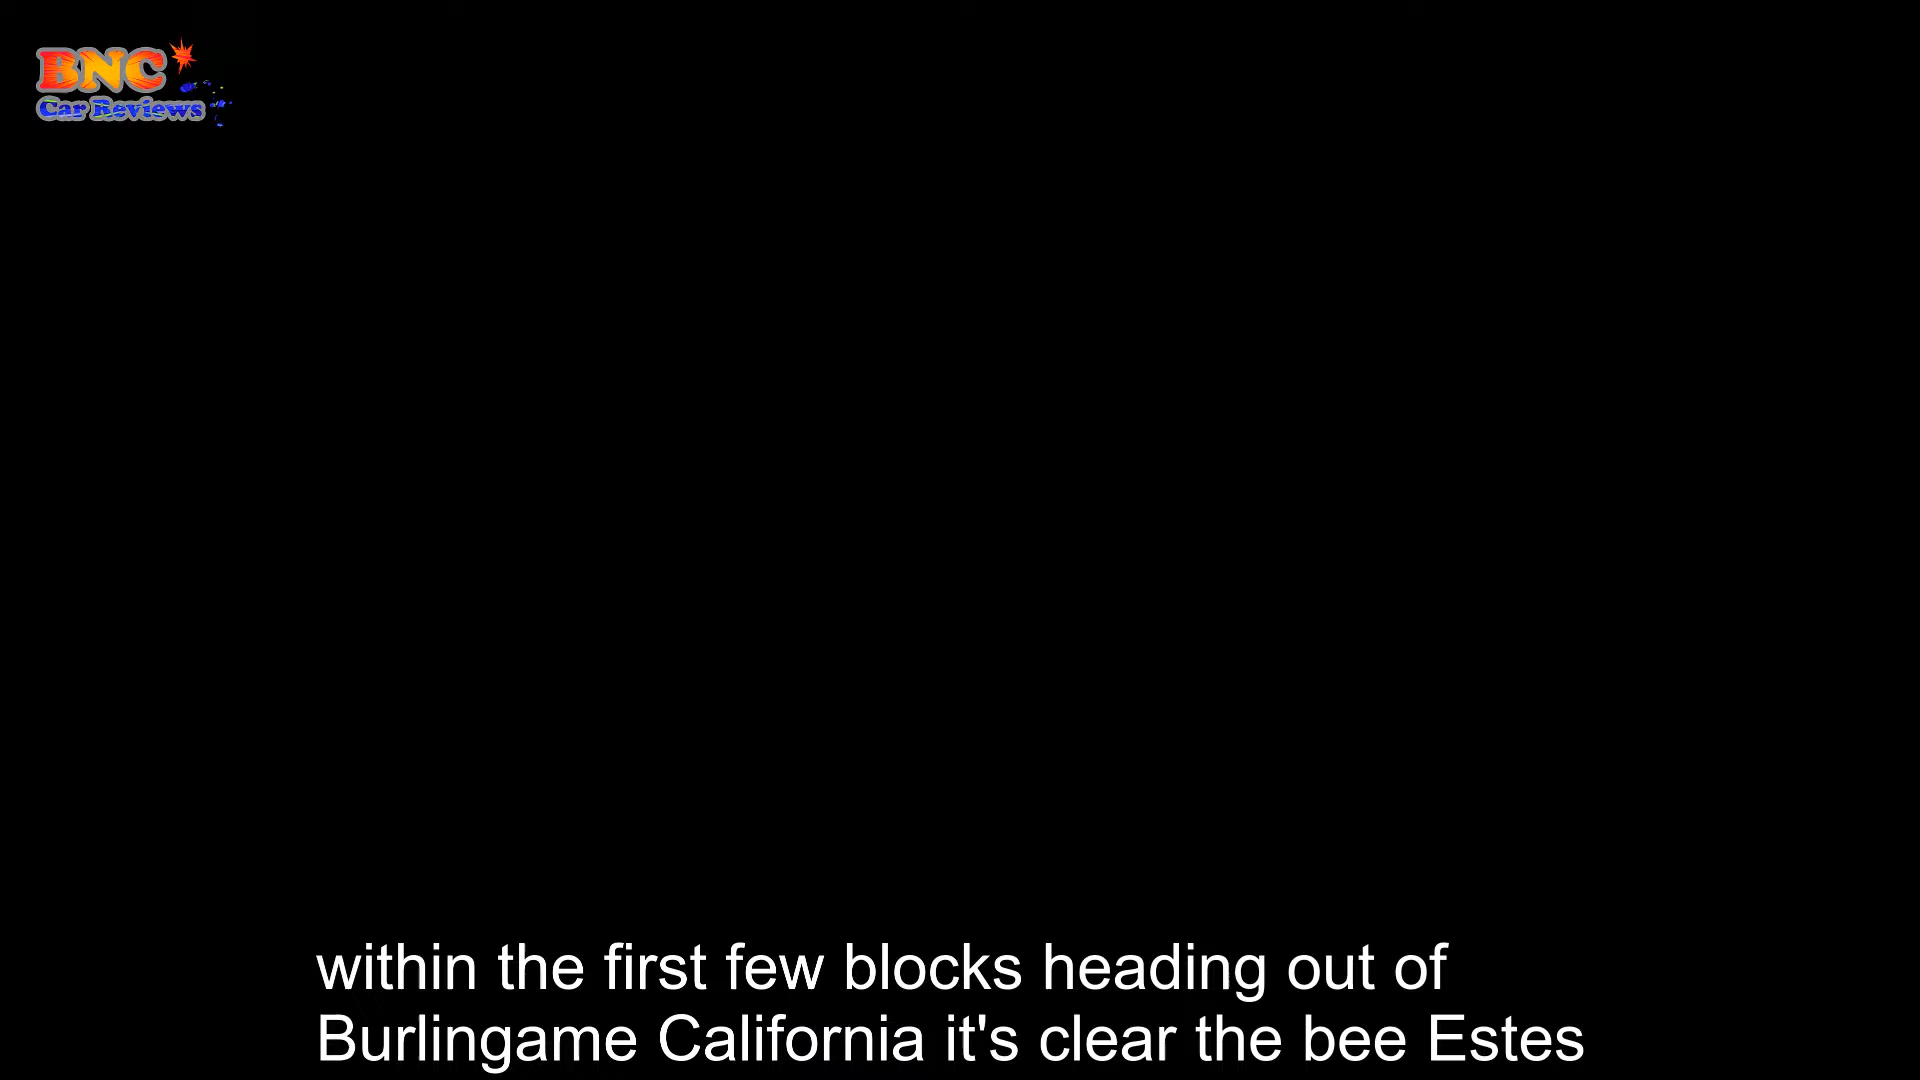 BNC
Car Reviews
within the first few blocks heading out of
Burlingame California it's clear the bee Estes